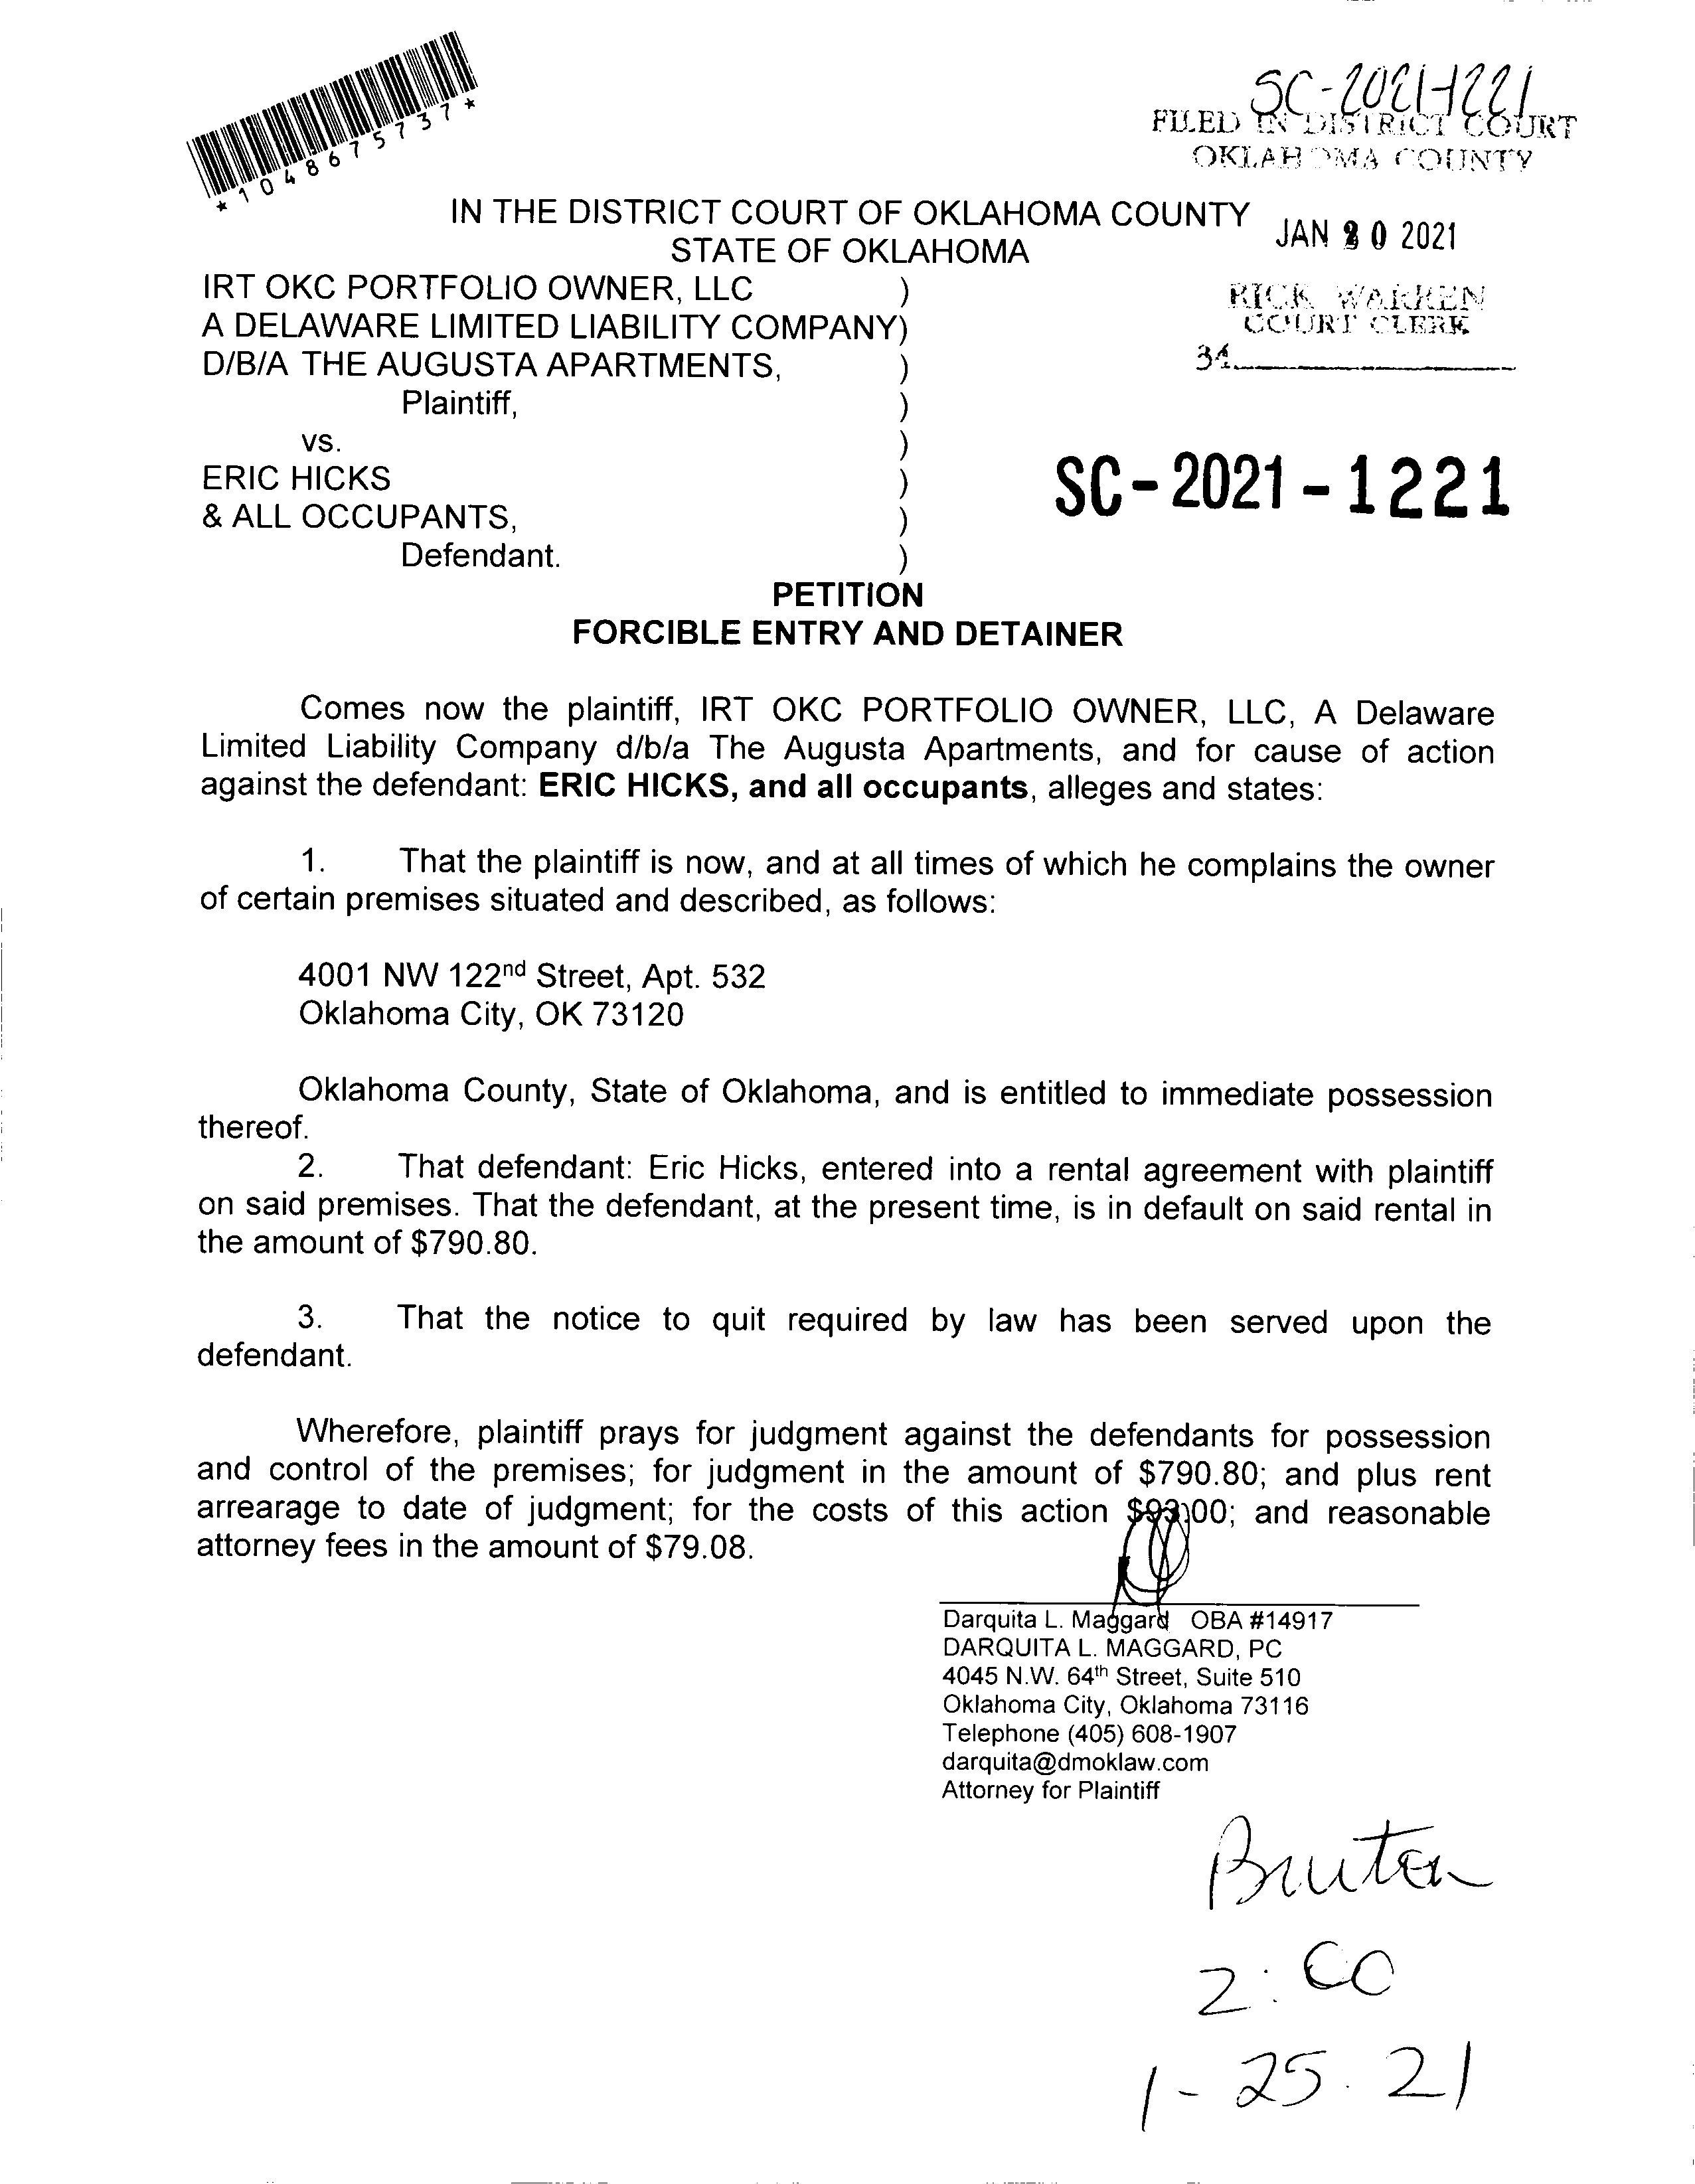 *1048675737*
SC-2021-1221
FILED IN DISTRICT COURT
OKLAHOMA COUNTY
IN THE DISTRICT COURT OF OKLAHOMA COUNTY
JAN 20 2021
STATE OF OKLAHOMA
IRT OKC PORTFOLIO OWNER, LLC )
RICK WARREN
A DELAWARE LIMITED LIABILITY COMPANY)
COURT CLERK
D/B/A THE AUGUSTA APARTMENTS, )
34
Plaintiff, )
vs. )
ERIC HICKS )
SC-2021-1221
& ALL OCCUPANTS, )
Defendant. )
PETITION
FORCIBLE ENTRY AND DETAINER
Comes now the plaintiff, IRT OKC PORTFOLIO OWNER, LLC, A Delaware
Limited Liability Company d/b/a The Augusta Apartments, and for cause of action
against the defendant: ERIC HICKS, and all occupants, alleges and states:
1. That the plaintiff is now, and at all times of which he complains the owner
of certain premises situated and described, as follows:
4001 NW 122nd Street, Apt. 532
Oklahoma City, OK 73120
Oklahoma County, State of Oklahoma, and is entitled to immediate possession
thereof.
2. That defendant: Eric Hicks, entered into a rental agreement with plaintiff
on said premises. That the defendant, at the present time, is in default on said rental in
the amount of $790.80.
3. That the notice to quit required by law has been served upon the
defendant.
Wherefore, plaintiff prays for judgment against the defendants for possession
and control of the premises; for judgment in the amount of $790.80; and plus rent
arrearage to date of judgment; for the costs of this action $93.00; and reasonable
attorney fees in the amount of $79.08.
Darquita L. Maggard OBA #14917
DARQUITA L. MAGGARD, PC
4045 N.W. 64th Street, Suite 510
Oklahoma City, Oklahoma 73116
Telephone (405) 608-1907
darquita@dmoklaw.com
Attorney for Plaintiff
2:00
1-25.21